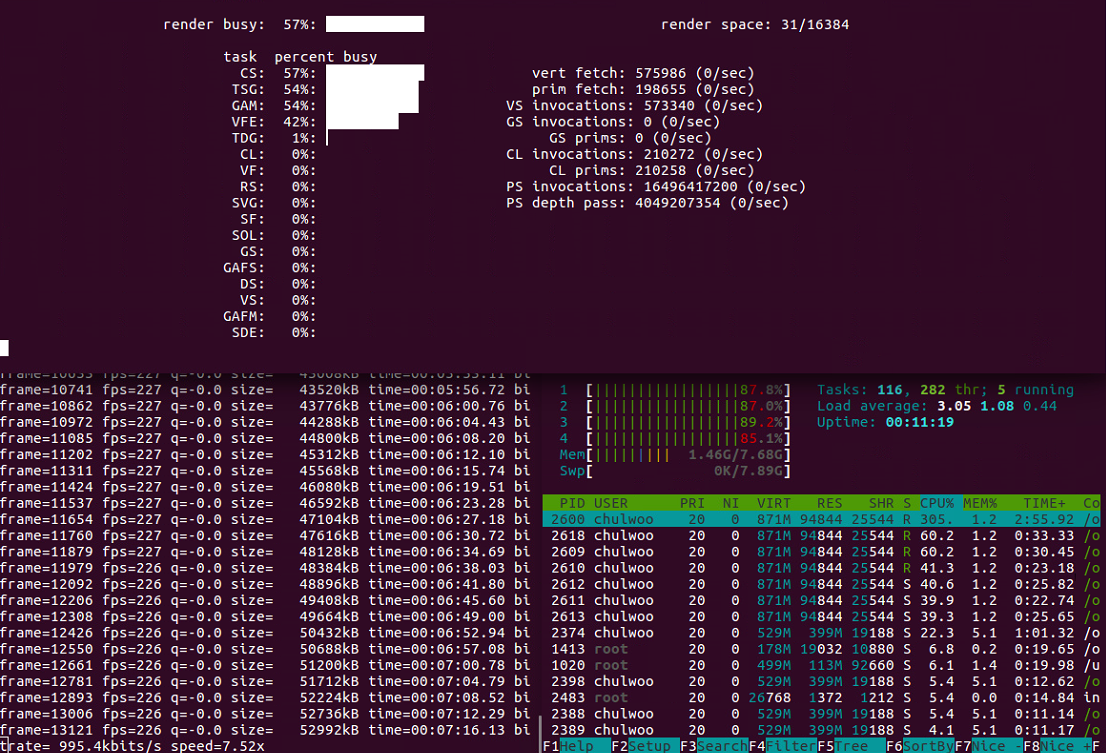 render busy: 57%: render space: 31/16384
task percent busy
CS: 57%: vert fetch: 575986 (0/sec)
TSG: 54%: prim fetch: 198655 (0/sec)
GAM: 54%: VS invocations: 573340 (0/sec)
VFE: 42%: GS invocations: 0 (0/sec)
TDG: 1%: GS prims: 0 (0/sec)
CL: 0%: CL invocations: 210272 (0/sec)
VF: 0%: CL prims: 210258 (0/sec)
RS: 0%: PS invocations: 16496417200 (0/sec)
SVG: 0%: PS depth pass: 4049207354 (0/sec)
SF: 0%:
SOL: 0%:
GS: 0%:
GAFS: 0%:
DS: 0%:
VS: 0%:
GAFM: 0%:
SDE: 0%:
frame=10741 fps=227 q=-0.0 size= 43520kB time=00:05:56.72 bi
frame=10862 fps=227 q=-0.0 size= 43776kB time=00:06:00.76 bi
frame=10972 fps=227 q=-0.0 size= 44288kB time=00:06:04.43 bi
frame=11085 fps=227 q=-0.0 size= 44800kB time=00:06:08.20 bi
frame=11202 fps=227 q=-0.0 size= 45312kB time=00:06:12.10 bi
frame=11311 fps=227 q=-0.0 size= 45568kB time=00:06:15.74 bi
frame=11424 fps=227 q=-0.0 size= 46080kB time=00:06:19.51 bi
frame=11537 fps=227 q=-0.0 size= 46592kB time=00:06:23.28 bi
frame=11654 fps=227 q=-0.0 size= 47104kB time=00:06:27.18 bi
frame=11760 fps=227 q=-0.0 size= 47616kB time=00:06:30.72 bi
frame=11879 fps=227 q=-0.0 size= 48128kB time=00:06:34.69 bi
frame=11979 fps=226 q=-0.0 size= 48384kB time=00:06:38.03 bi
frame=12092 fps=226 q=-0.0 size= 48896kB time=00:06:41.80 bi
frame=12206 fps=226 q=-0.0 size= 49408kB time=00:06:45.60 bi
frame=12308 fps=226 q=-0.0 size= 49664kB time=00:06:49.00 bi
frame=12426 fps=226 q=-0.0 size= 50432kB time=00:06:52.94 bi
frame=12550 fps=226 q=-0.0 size= 50688kB time=00:06:57.08 bi
frame=12661 fps=226 q=-0.0 size= 51200kB time=00:07:00.78 bi
frame=12781 fps=226 q=-0.0 size= 51712kB time=00:07:04.79 bi
frame=12893 fps=226 q=-0.0 size= 52224kB time=00:07:08.52 bi
frame=13006 fps=226 q=-0.0 size= 52736kB time=00:07:12.29 bi
frame=13121 fps=226 q=-0.0 size= 52992kB time=00:07:16.13 bi
trate= 995.4kbits/s speed=7.52x
1 [||||||||||||||||||87.8%] Tasks: 116, 282 thr; 5 running
2 [||||||||||||||||||87.0%] Load average: 3.05 1.08 0.44
3 [||||||||||||||||||89.2%] Uptime: 00:11:19
4 [||||||||||||||||||85.1%]
Mem[||||||||| 1.46G/7.68G]
Swp[ 0K/7.89G]
PID USER PRI NI VIRT RES SHR S CPU% MEM% TIME+ Co
2600 chulwoo 20 0 871M 94844 25544 R 305. 1.2 2:55.92 /o
2618 chulwoo 20 0 871M 94844 25544 R 60.2 1.2 0:33.33 /o
2609 chulwoo 20 0 871M 94844 25544 R 60.2 1.2 0:30.45 /o
2610 chulwoo 20 0 871M 94844 25544 R 41.3 1.2 0:23.18 /o
2612 chulwoo 20 0 871M 94844 25544 S 40.6 1.2 0:25.82 /o
2611 chulwoo 20 0 871M 94844 25544 S 39.9 1.2 0:22.74 /o
2613 chulwoo 20 0 871M 94844 25544 S 39.3 1.2 0:25.65 /o
2374 chulwoo 20 0 529M 399M 19188 S 22.3 5.1 1:01.32 /o
1413 root 20 0 178M 19032 10880 S 6.8 0.2 0:19.65 /o
1020 root 20 0 499M 113M 92660 S 6.1 1.4 0:19.98 /u
2398 chulwoo 20 0 529M 399M 19188 S 5.4 5.1 0:12.62 /o
2483 root 20 0 26768 1372 1212 S 5.4 0.0 0:14.84 in
2388 chulwoo 20 0 529M 399M 19188 S 5.4 5.1 0:11.14 /o
2389 chulwoo 20 0 529M 399M 19188 S 4.1 5.1 0:11.17 /o
F1Help F2Setup F3SearchF4FilterF5Tree F6SortByF7Nice -F8Nice +F